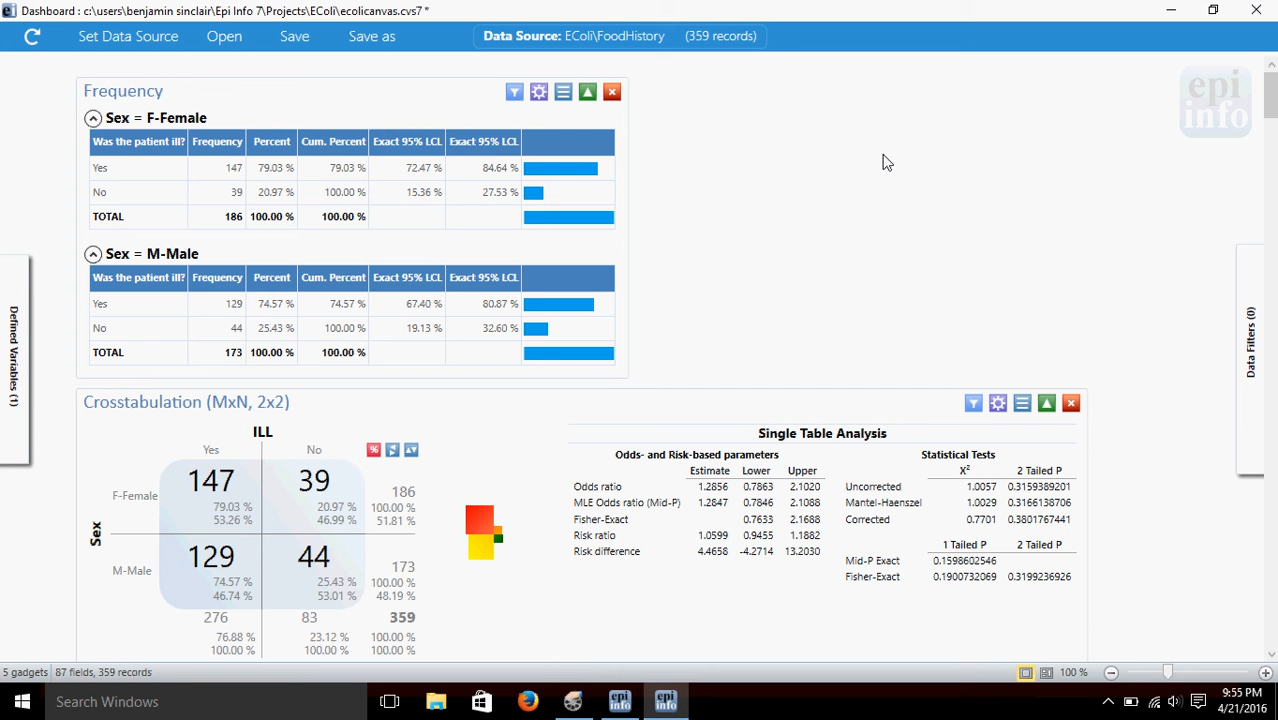 Dashboard : c:\users\benjamin sinclair\Epi Info 7\Projects\EColi\ecolicanvas.cvs7 *
Set Data Source Open Save Save as Data Source: EColi\FoodHistory (359 records)
epi
info
Frequency
Sex = F-Female
Was the patient ill? Frequency Percent Cum. Percent Exact 95% LCL Exact 95% LCL
Yes 147 79.03 % 79.03 % 72.47 % 84.64 %
No 39 20.97 % 100.00 % 15.36 % 27.53 %
TOTAL 186 100.00 % 100.00 %
Sex = M-Male
Was the patient ill? Frequency Percent Cum. Percent Exact 95% LCL Exact 95% LCL
Yes 129 74.57 % 74.57 % 67.40 % 80.87 %
No 44 25.43 % 100.00 % 19.13 % 32.60 %
TOTAL 173 100.00 % 100.00 %
Defined Variables (1)
Data Filters (0)
Crosstabulation (MxN, 2x2)
ILL
Yes No %
Sex
F-Female 147 39 186
79.03 % 20.97 % 100.00 %
53.26 % 46.99 % 51.81 %
M-Male 129 44 173
74.57 % 25.43 % 100.00 %
46.74 % 53.01 % 48.19 %
276 83 359
76.88 % 23.12 % 100.00 %
100.00 % 100.00 % 100.00 %
Single Table Analysis
Odds- and Risk-based parameters
Estimate Lower Upper
Odds ratio 1.2856 0.7863 2.1020
MLE Odds ratio (Mid-P) 1.2847 0.7846 2.1088
Fisher-Exact 0.7633 2.1688
Risk ratio 1.0599 0.9455 1.1882
Risk difference 4.4658 -4.2714 13.2030
Statistical Tests
X² 2 Tailed P
Uncorrected 1.0057 0.3159389201
Mantel-Haenszel 1.0029 0.3166138706
Corrected 0.7701 0.3801767441
1 Tailed P 2 Tailed P
Mid-P Exact 0.1598602546
Fisher-Exact 0.1900732069 0.3199236926
5 gadgets 87 fields, 359 records 100 %
Search Windows
epi
info
epi
info
9:55 PM
4/21/2016